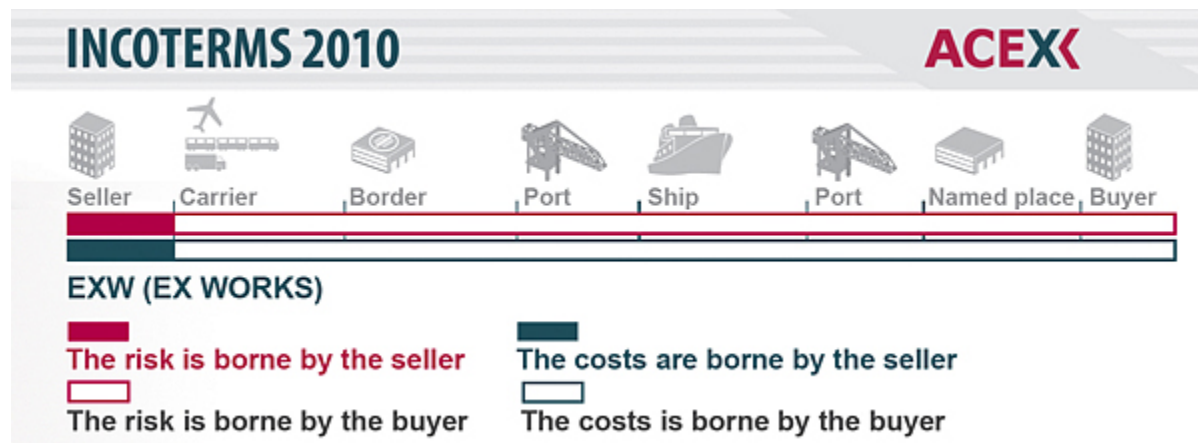 INCOTERMS 2010
ACEX
Seller Carrier Border Port Ship Port Named place Buyer
EXW (EX WORKS)
The risk is borne by the seller The costs are borne by the seller
The risk is borne by the buyer The costs is borne by the buyer